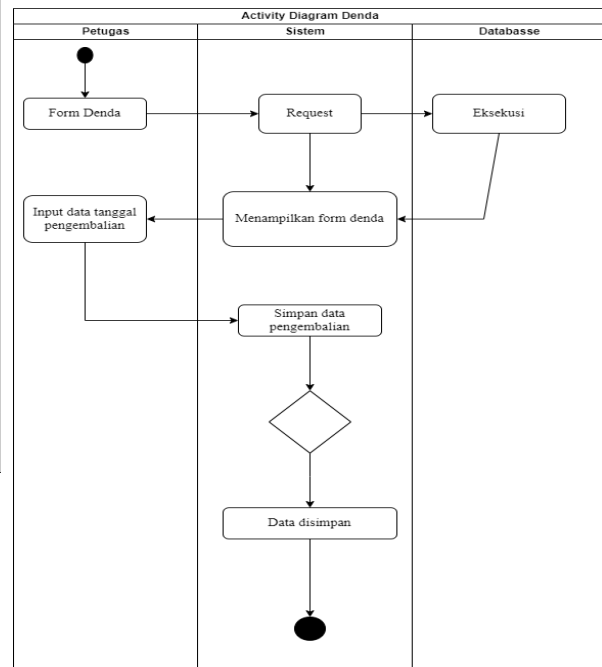 Activity Diagram Denda
Petugas
Sistem
Databasse
Form Denda
Request
Eksekusi
Input data tanggal
pengembalian
Menampilkan form denda
Simpan data
pengembalian
Data disimpan